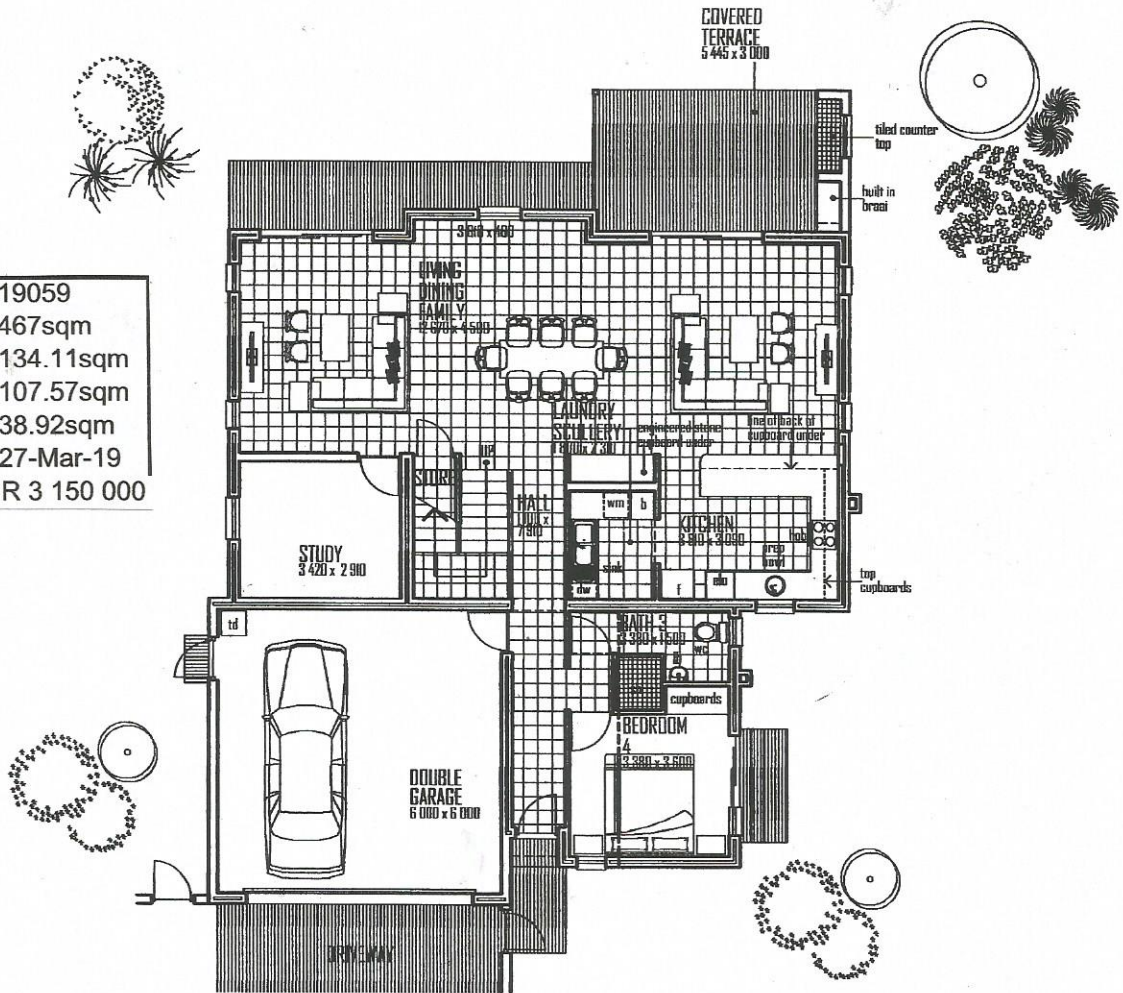 COVERED
TERRACE
5 445 x 3 000
tiled counter
top
built in
braai
19059
467sqm
134.11sqm
107.57sqm
38.92sqm
27-Mar-19
R 3 150 000
LIVING
DINING
FAMILY
LAUNDRY
SCULLERY
engineered stone
cupboard under
line of back of
cupboard under
UP
STORE
HALL
wm
b
KITCHEN
hob
prep
bowl
sink
dw
f
top
cupboards
STUDY
3 420 x 2 910
td
BATH 3
3 380 x 1 500
wc
cupboards
BEDROOM
4
3 380 x 3 600
DOUBLE
GARAGE
6 000 x 6 000
DRIVEWAY